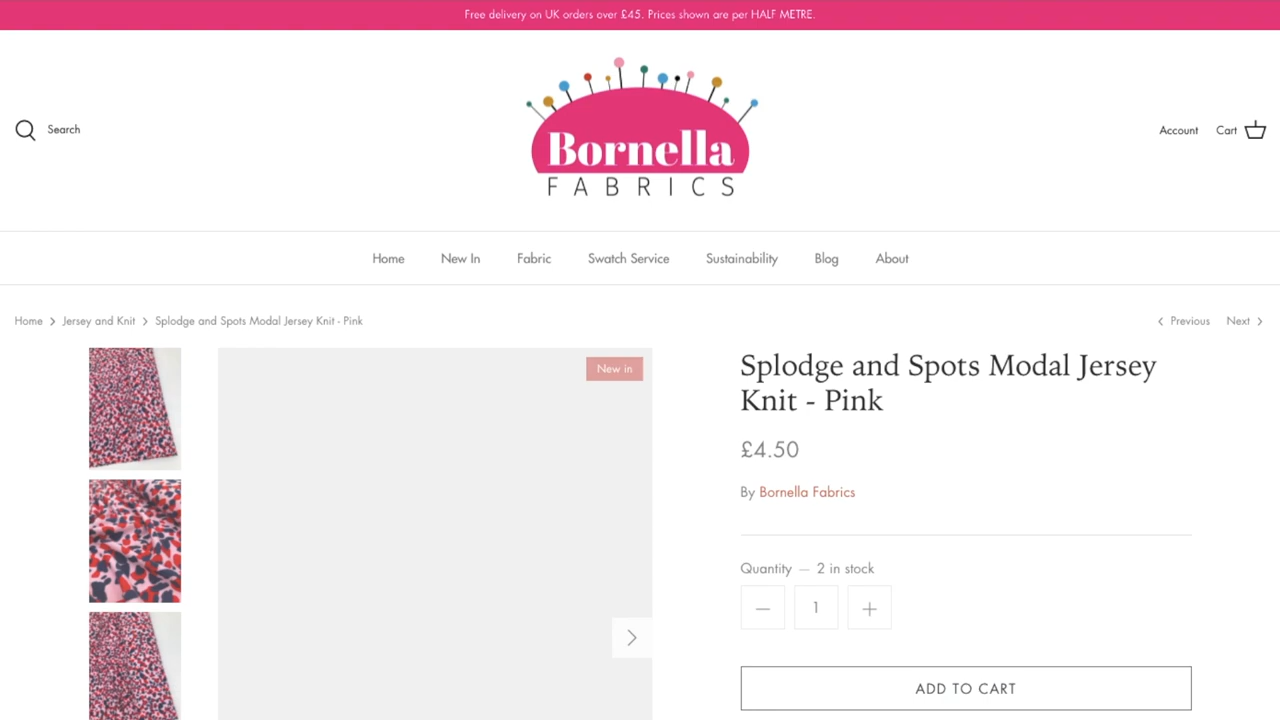 Free delivery on UK orders over £45. Prices shown are per HALF METRE.
Search
Bornella
FABRICS
Account
Cart
Home
New In
Fabric
Swatch Service
Sustainability
Blog
About
Home > Jersey and Knit > Splodge and Spots Modal Jersey Knit - Pink
< Previous
Next >
New in
Splodge and Spots Modal Jersey
Knit - Pink
£4.50
By Bornella Fabrics
Quantity — 2 in stock
— 1 +
ADD TO CART